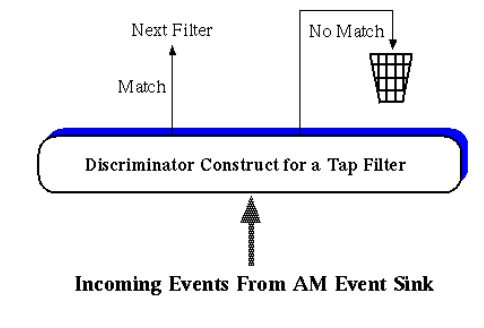 Next Filter
No Match
Match
Discriminator Construct for a Tap Filter
Incoming Events From AM Event Sink